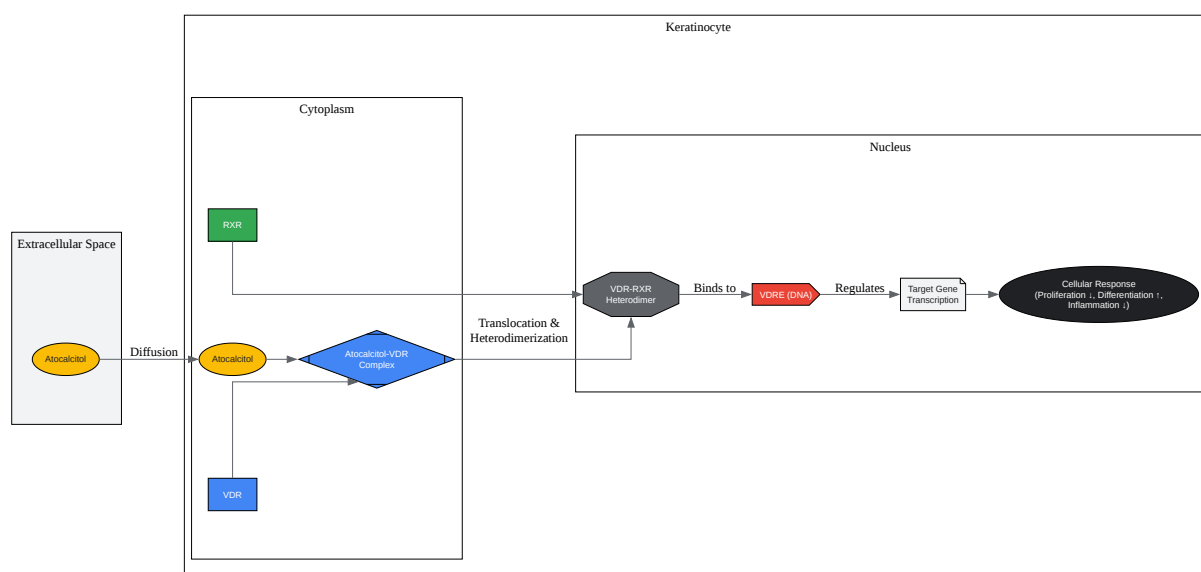 Keratinocyte
Cytoplasm
Nucleus
RXR
Extracellular Space
VDR-RXR
Heterodimer
Binds to
VDRE (DNA)
Regulates
Target Gene
Transcription
Cellular Response
(Proliferation ↓, Differentiation ↑,
Inflammation ↓)
Translocation &
Heterodimerization
Atocalcitol
Diffusion
Atocalcitol
Atocalcitol-VDR
Complex
VDR